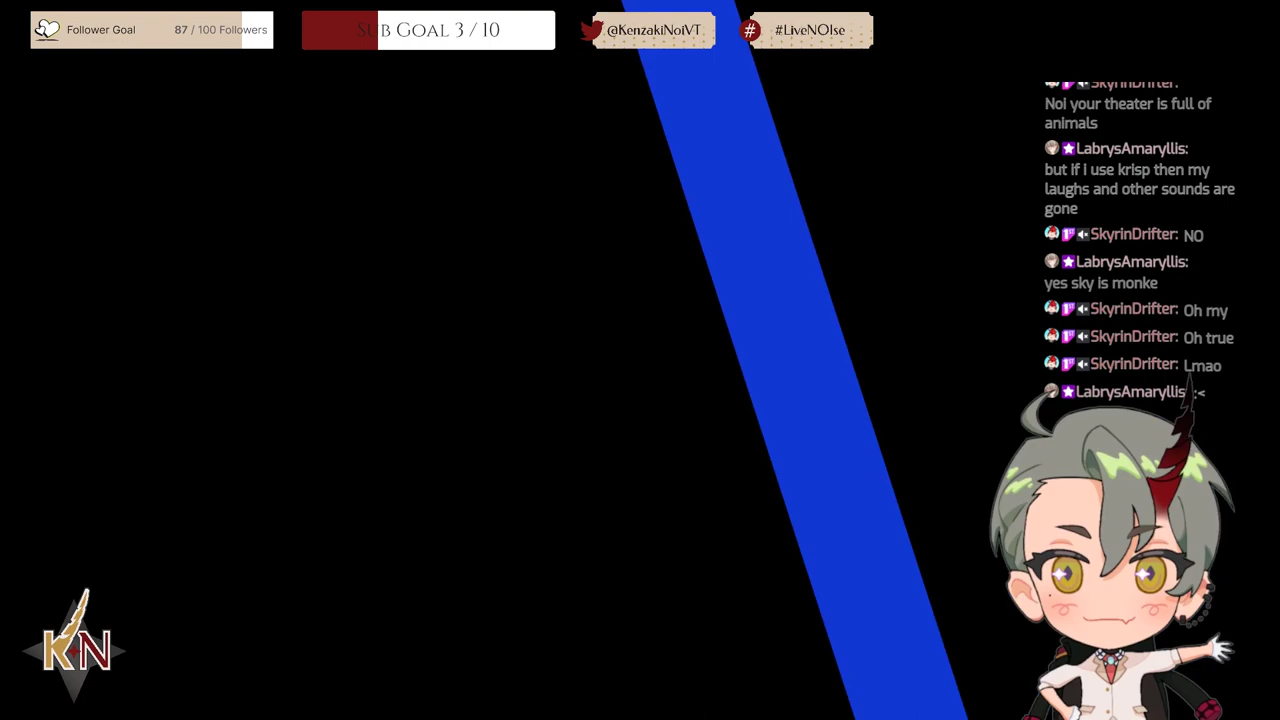 Follower Goal 87 / 100 Followers
Sub Goal 3 / 10
@KenzakiNoiVT
# #LiveNOIse
SkyrinDrifter:
Noi your theater is full of
animals
LabrysAmaryllis:
but if i use krisp then my
laughs and other sounds are
gone
SkyrinDrifter: NO
LabrysAmaryllis:
yes sky is monke
SkyrinDrifter: Oh my
SkyrinDrifter: Oh true
SkyrinDrifter: Lmao
LabrysAmaryllis: :<
K+N